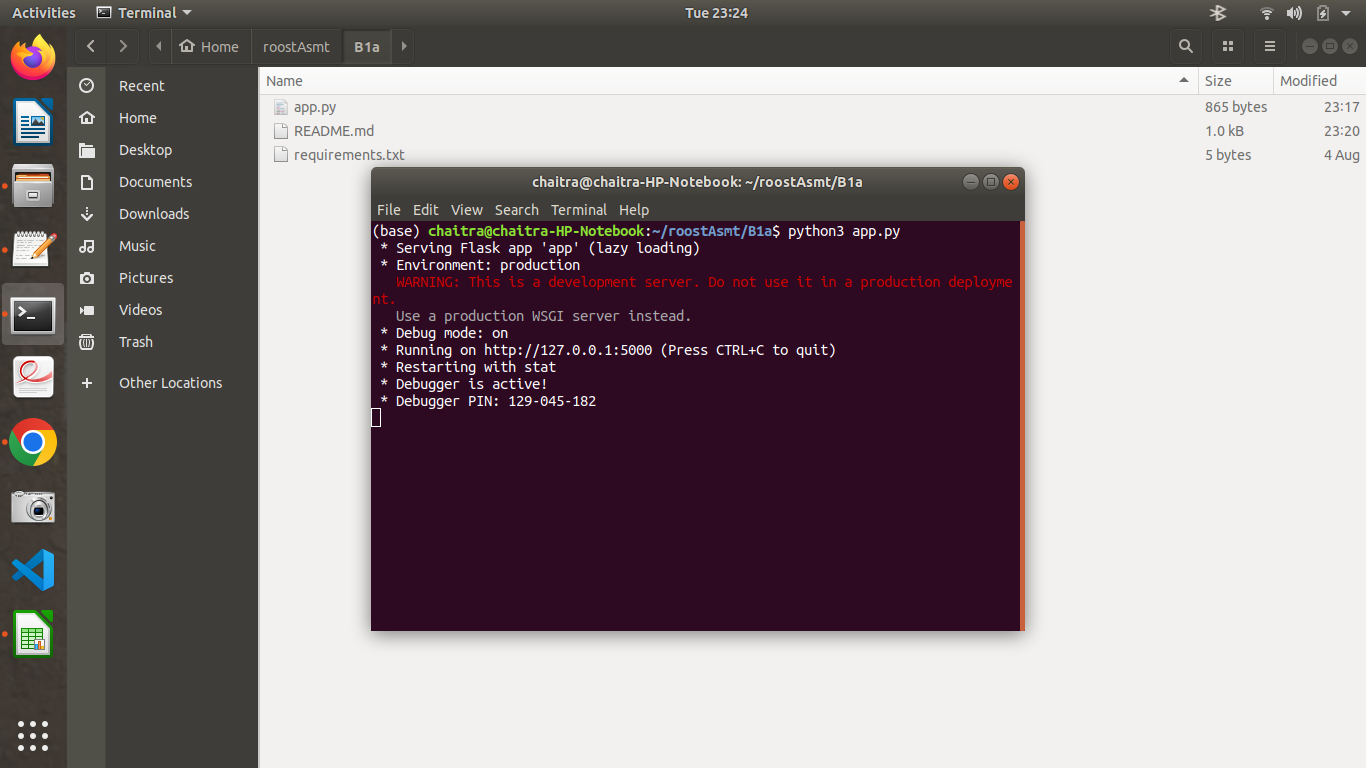 Activities Terminal Tue 23:24
Home roostAsmt B1a
Recent
Home
Desktop
Documents
Downloads
Music
Pictures
Videos
Trash
Other Locations
Name Size Modified
app.py 865 bytes 23:17
README.md 1.0 kB 23:20
requirements.txt 5 bytes 4 Aug
chaitra@chaitra-HP-Notebook: ~/roostAsmt/B1a
File Edit View Search Terminal Help
(base) chaitra@chaitra-HP-Notebook:~/roostAsmt/B1a$ python3 app.py
 * Serving Flask app 'app' (lazy loading)
 * Environment: production
   WARNING: This is a development server. Do not use it in a production deployme
nt.
   Use a production WSGI server instead.
 * Debug mode: on
 * Running on http://127.0.0.1:5000 (Press CTRL+C to quit)
 * Restarting with stat
 * Debugger is active!
 * Debugger PIN: 129-045-182